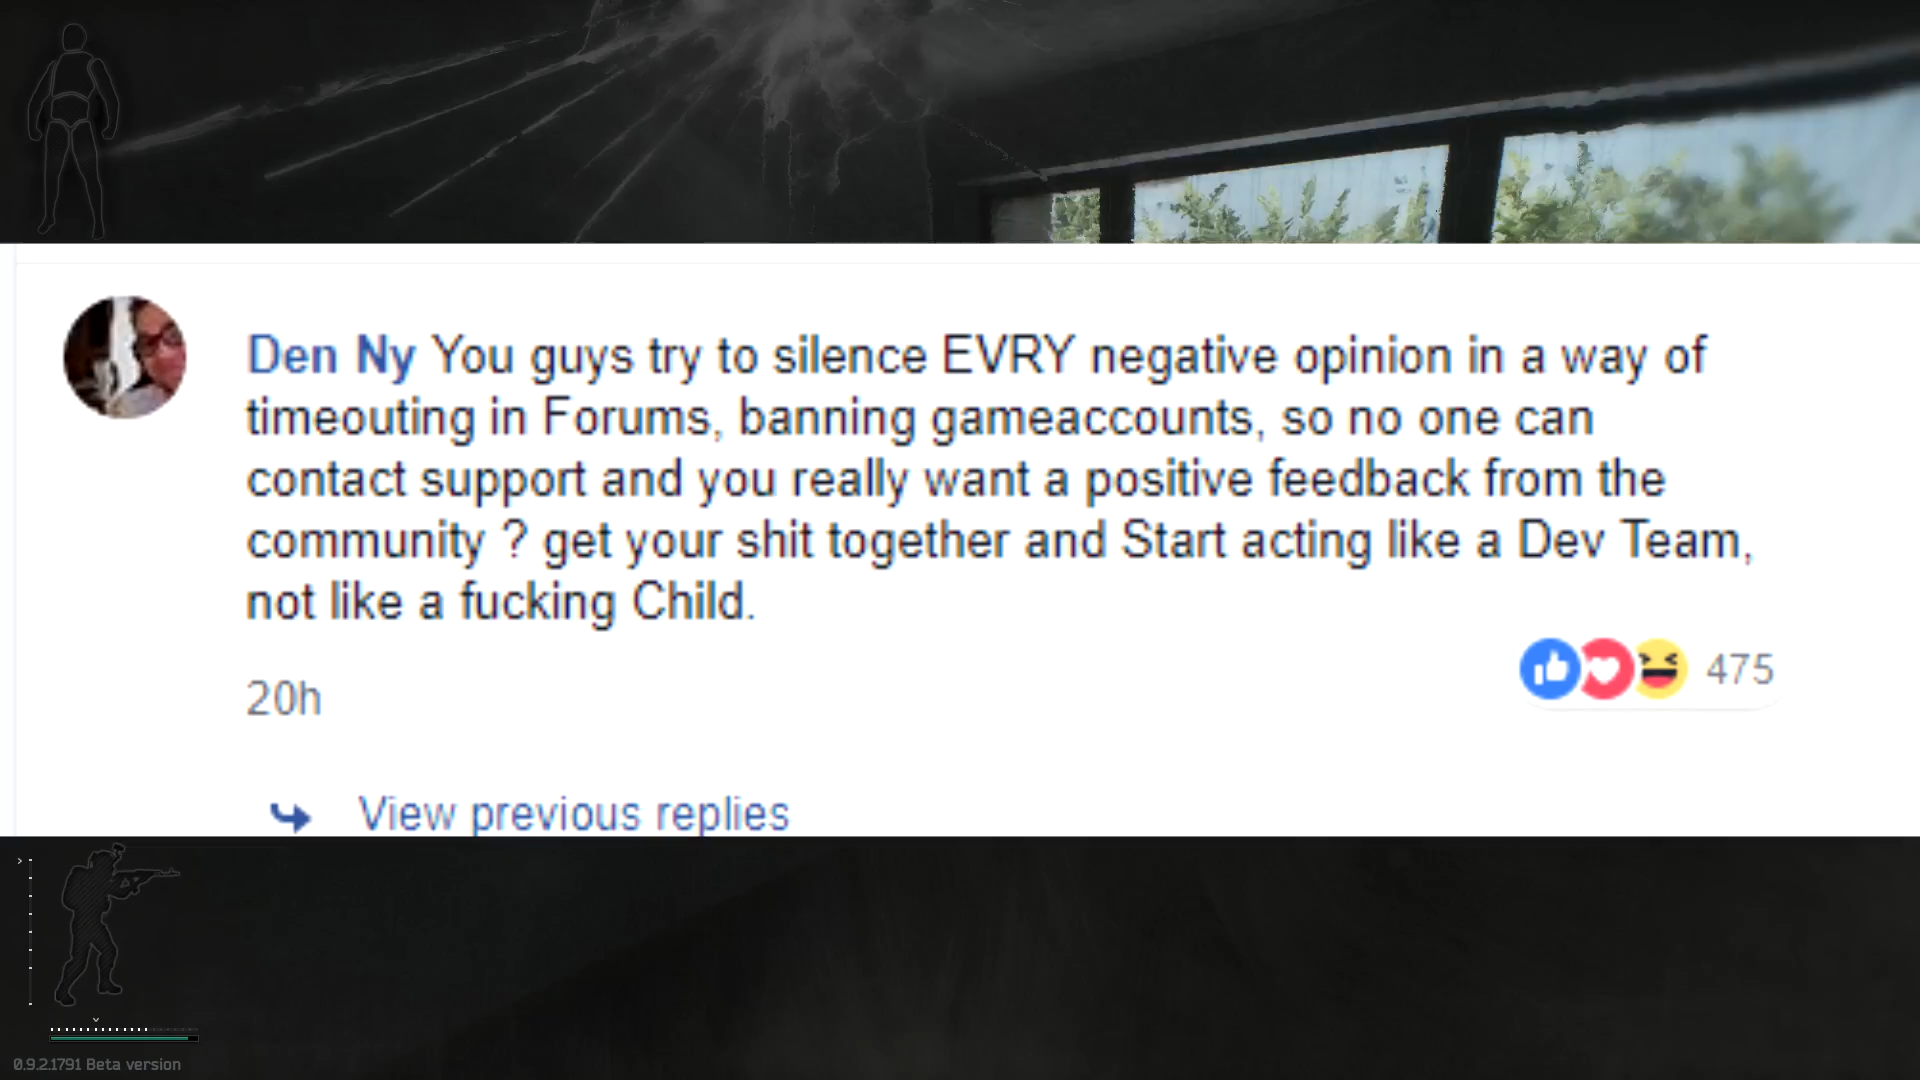 Den Ny You guys try to silence EVRY negative opinion in a way of
timeouting in Forums, banning gameaccounts, so no one can
contact support and you really want a positive feedback from the
community ? get your shit together and Start acting like a Dev Team,
not like a fucking Child.
475
20h
View previous replies
0.9.2.1791 Beta version